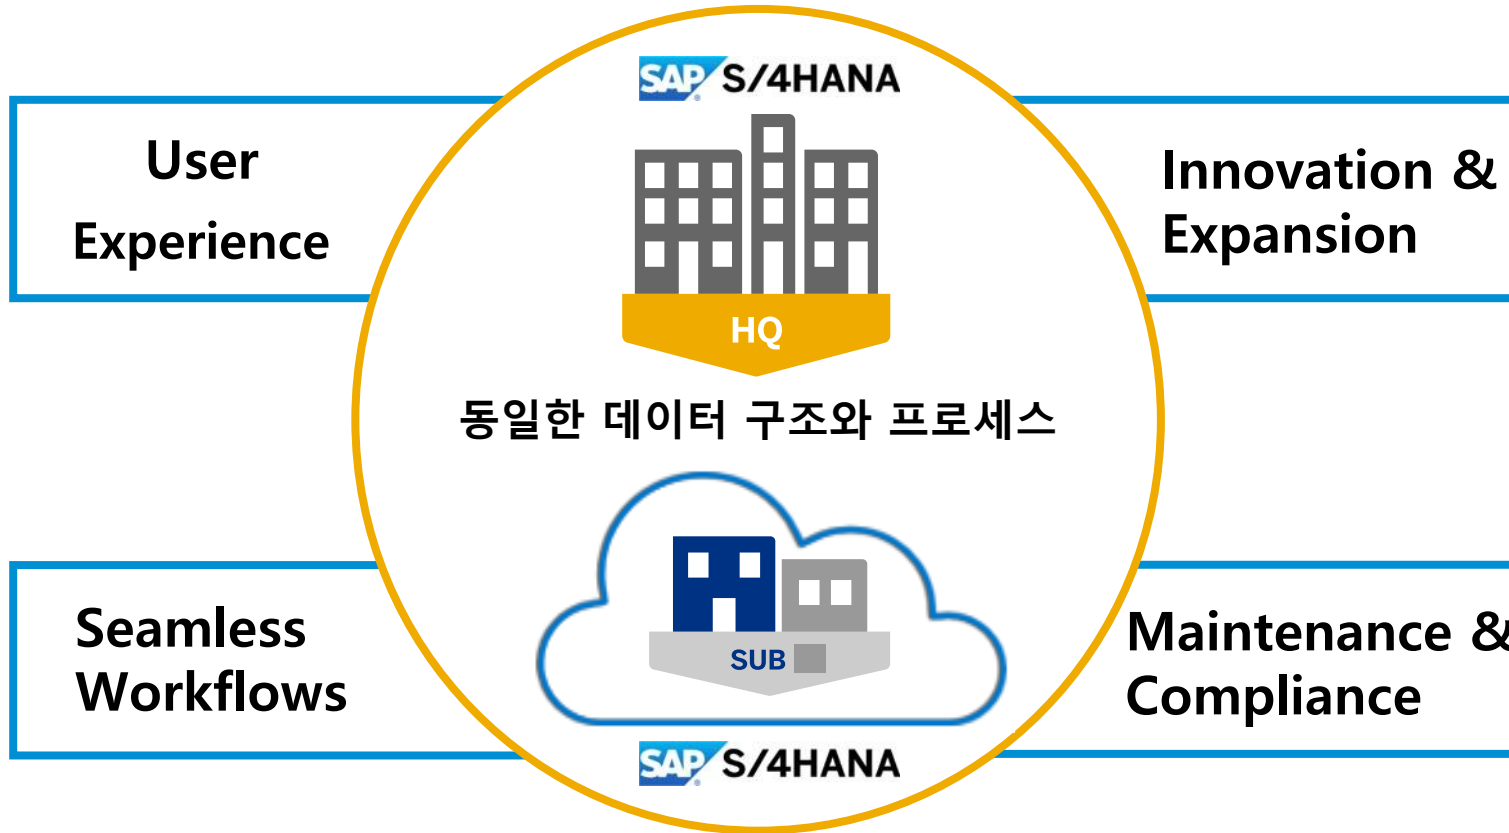 SAP S/4HANA
User
Experience
Innovation &
Expansion
HQ
동일한 데이터 구조와 프로세스
Seamless
Workflows
SUB
Maintenance &
Compliance
SAP S/4HANA